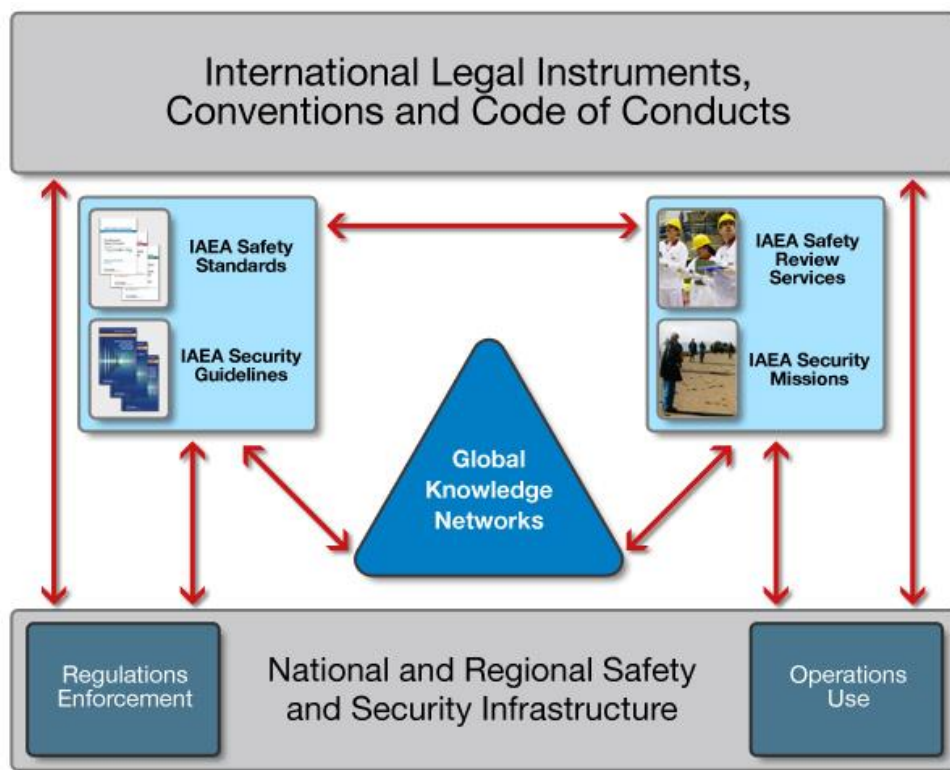 International Legal Instruments,
Conventions and Code of Conducts
IAEA Safety
Standards
IAEA Security
Guidelines
IAEA Safety
Review
Services
IAEA Security
Missions
Global
Knowledge
Networks
Regulations
Enforcement
National and Regional Safety
and Security Infrastructure
Operations
Use